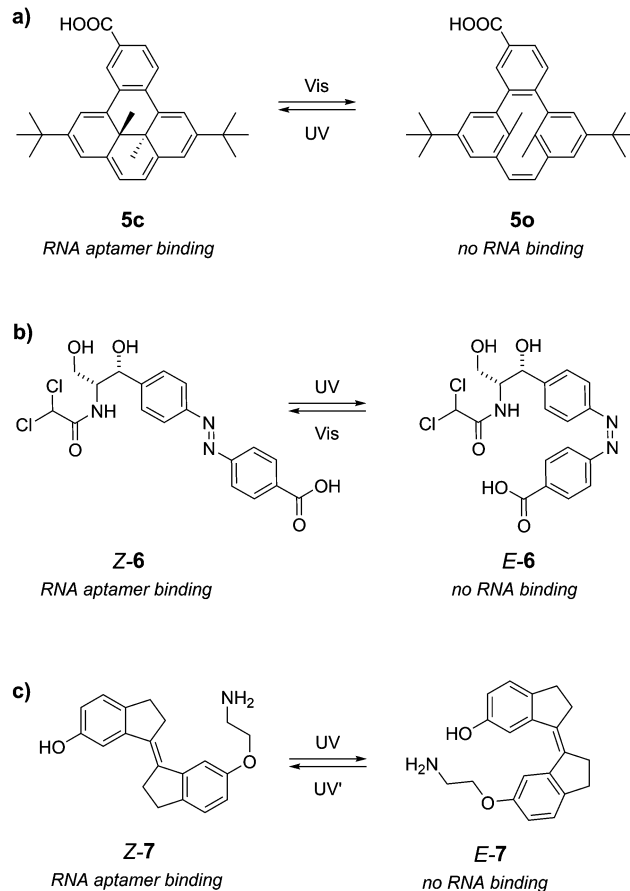 a)
HOOC
HOOC
Vis
UV
5c
5o
RNA aptamer binding
no RNA binding
b)
OH
OH
Cl
Cl
N
H
O
N
N
OH
O
UV
Vis
OH
OH
Cl
Cl
N
H
O
N
N
HO
O
Z-6
E-6
RNA aptamer binding
no RNA binding
c)
NH2
HO
O
UV
UV'
HO
H2N
O
Z-7
E-7
RNA aptamer binding
no RNA binding